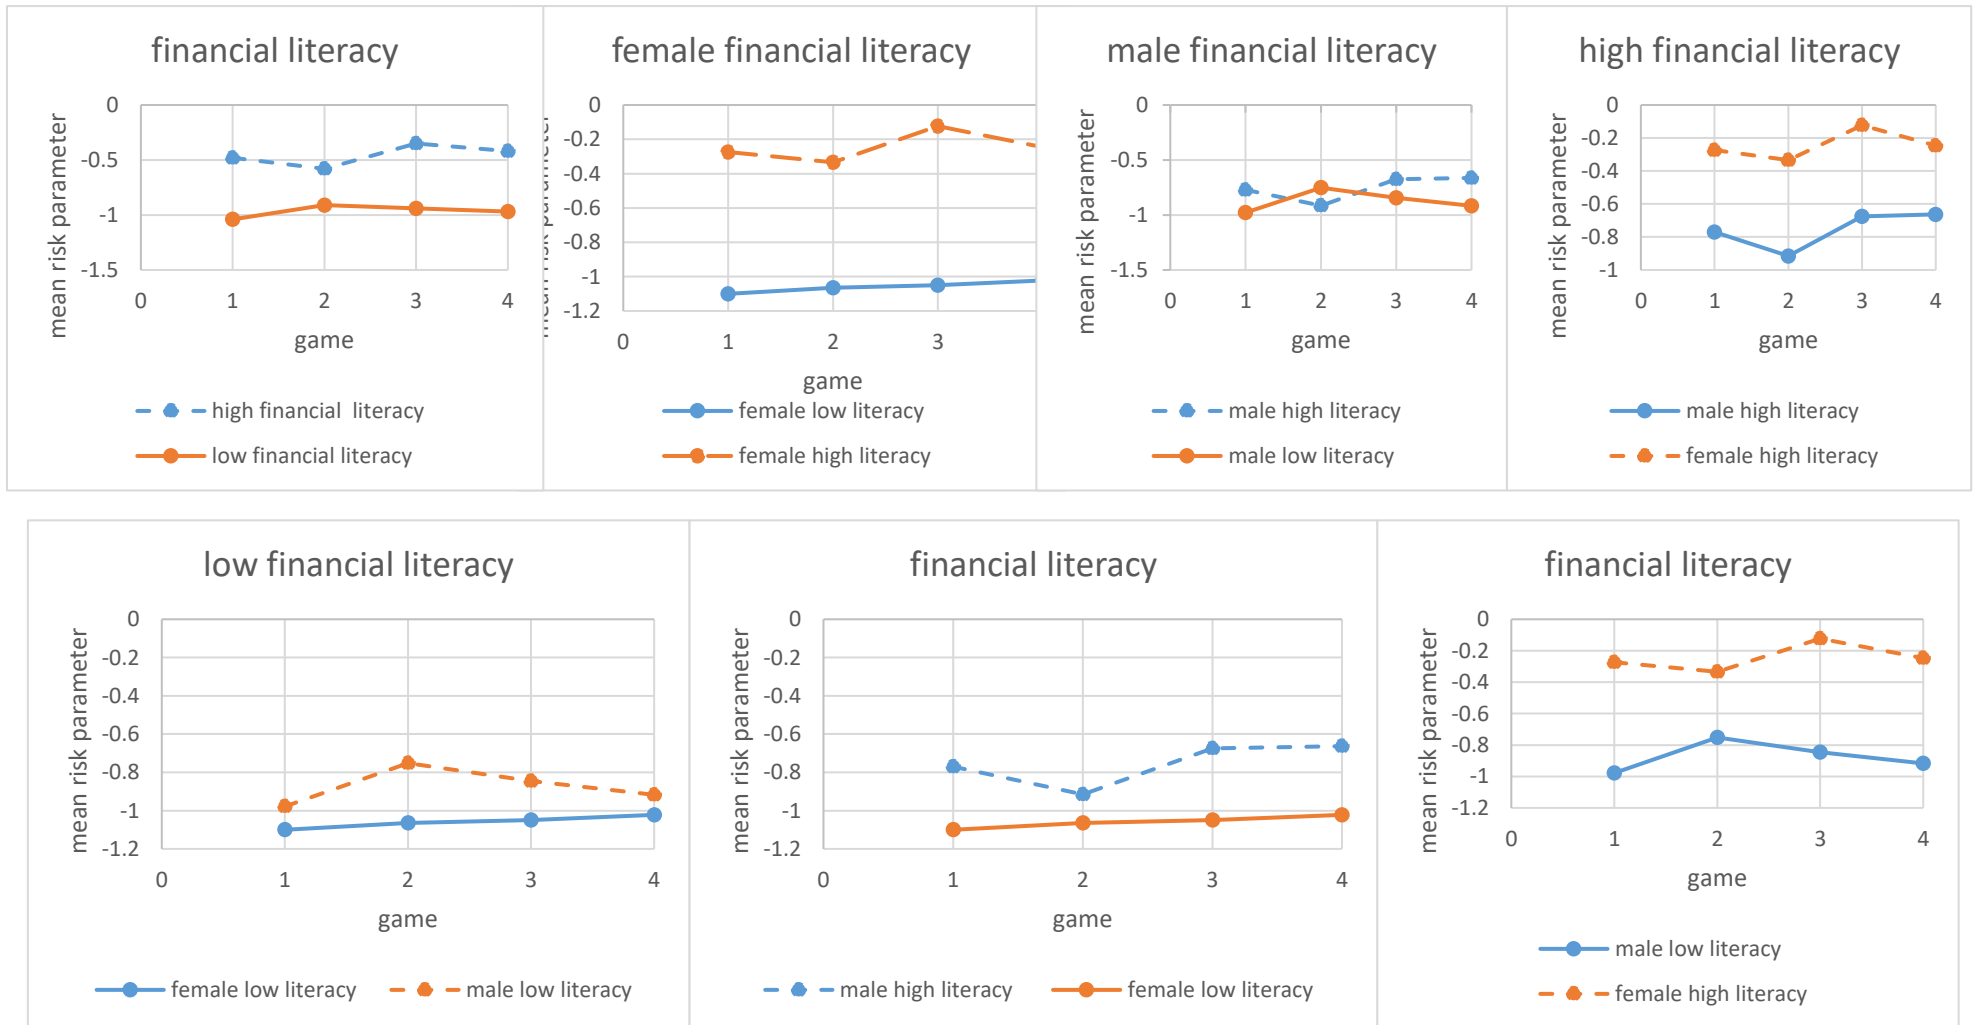 financial literacy
mean risk parameter
0
-0.5
-1
-1.5
0 1 2 3 4
game
high financial literacy
low financial literacy
female financial literacy
0
-0.2
-0.4
-0.6
-0.8
-1
-1.2
0 1 2 3
game
female low literacy
female high literacy
male financial literacy
mean risk parameter
0
-0.5
-1
-1.5
0 1 2 3 4
game
male high literacy
male low literacy
high financial literacy
mean risk parameter
0
-0.2
-0.4
-0.6
-0.8
-1
0 1 2 3 4
game
male high literacy
female high literacy
low financial literacy
mean risk parameter
0
-0.2
-0.4
-0.6
-0.8
-1
-1.2
0 1 2 3 4
game
female low literacy male low literacy
financial literacy
mean risk parameter
0
-0.2
-0.4
-0.6
-0.8
-1
-1.2
0 1 2 3 4
game
male high literacy female low literacy
financial literacy
mean risk parameter
0
-0.2
-0.4
-0.6
-0.8
-1
-1.2
0 1 2 3 4
game
male low literacy
female high literacy